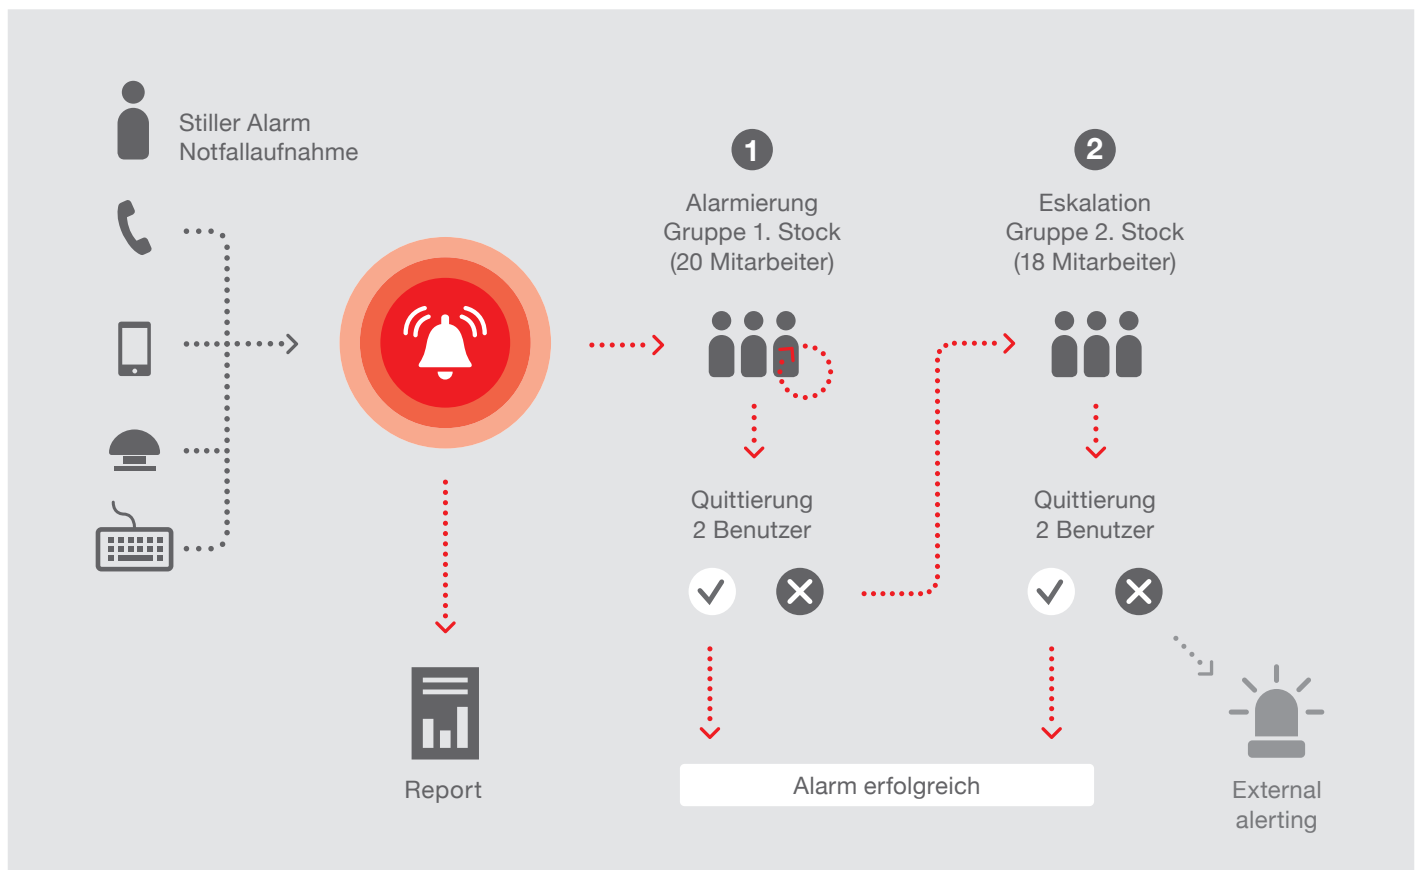 Stiller Alarm
Notfallaufnahme
1
Alarmierung
Gruppe 1. Stock
(20 Mitarbeiter)
2
Eskalation
Gruppe 2. Stock
(18 Mitarbeiter)
Quittierung
2 Benutzer
Quittierung
2 Benutzer
Report
Alarm erfolgreich
External
alerting